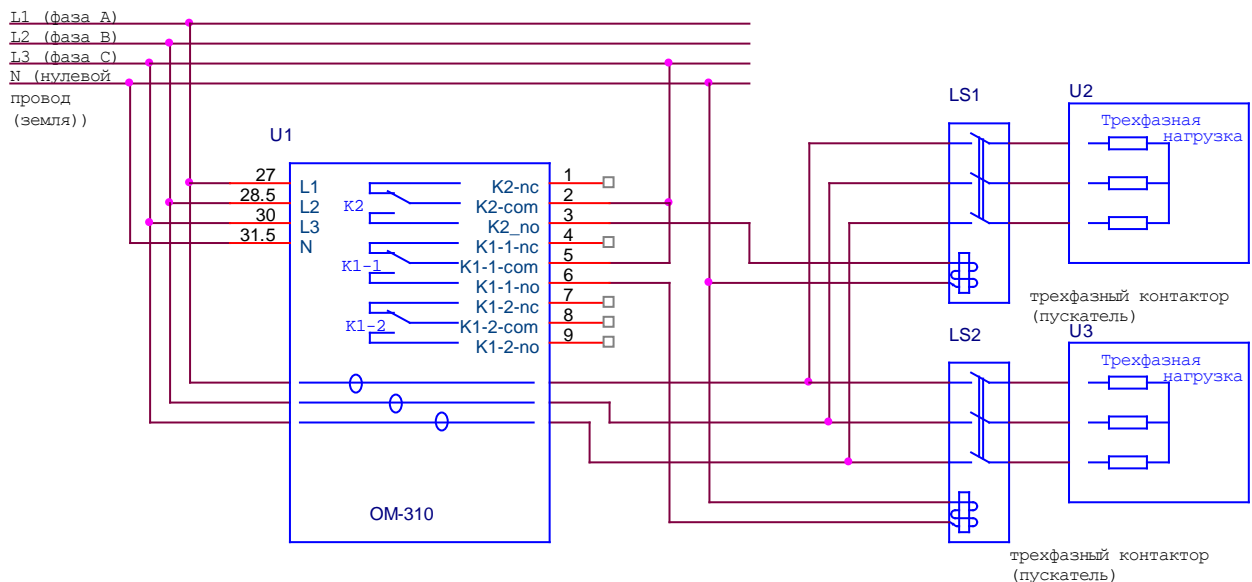 L1 (фаза А)
L2 (фаза В)
L3 (фаза С)
N (нулевой
провод
(земля))
U1
27
28.5
30
31.5
L1
L2
L3
N
K2
K1-1
K1-2
K2-nc
K2-com
K2_no
K1-1-nc
K1-1-com
K1-1-no
K1-2-nc
K1-2-com
K1-2-no
1
2
3
4
5
6
7
8
9
OM-310
LS1
U2
Трехфазная
нагрузка
трехфазный контактор
(пускатель)
LS2
U3
Трехфазная
нагрузка
трехфазный контактор
(пускатель)